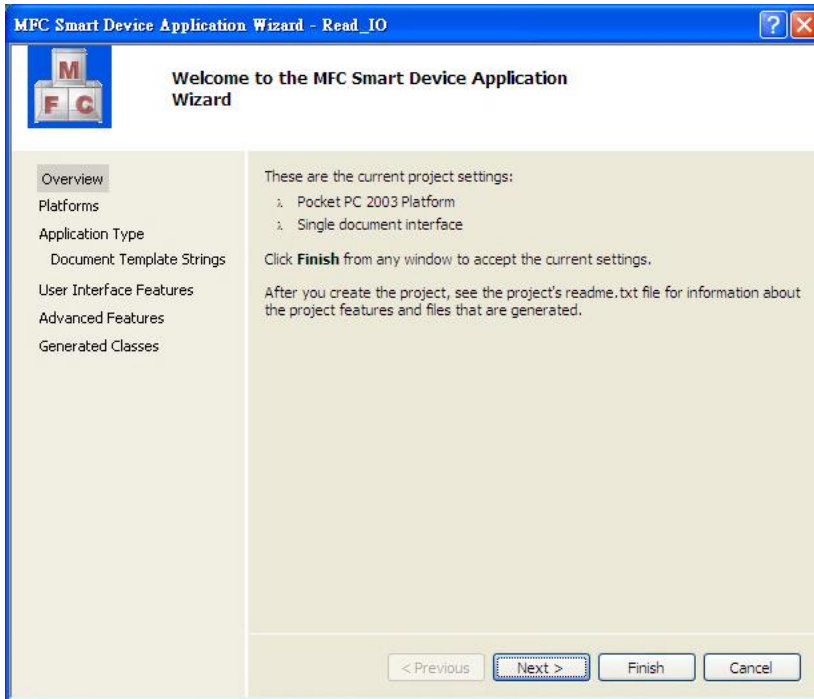 MFC Smart Device Application Wizard - Read_IO
M
F C
Welcome to the MFC Smart Device Application
Wizard
Overview
Platforms
Application Type
Document Template Strings
User Interface Features
Advanced Features
Generated Classes
These are the current project settings:
λ Pocket PC 2003 Platform
λ Single document interface
Click Finish from any window to accept the current settings.
After you create the project, see the project's readme.txt file for information about
the project features and files that are generated.
< Previous
Next >
Finish
Cancel